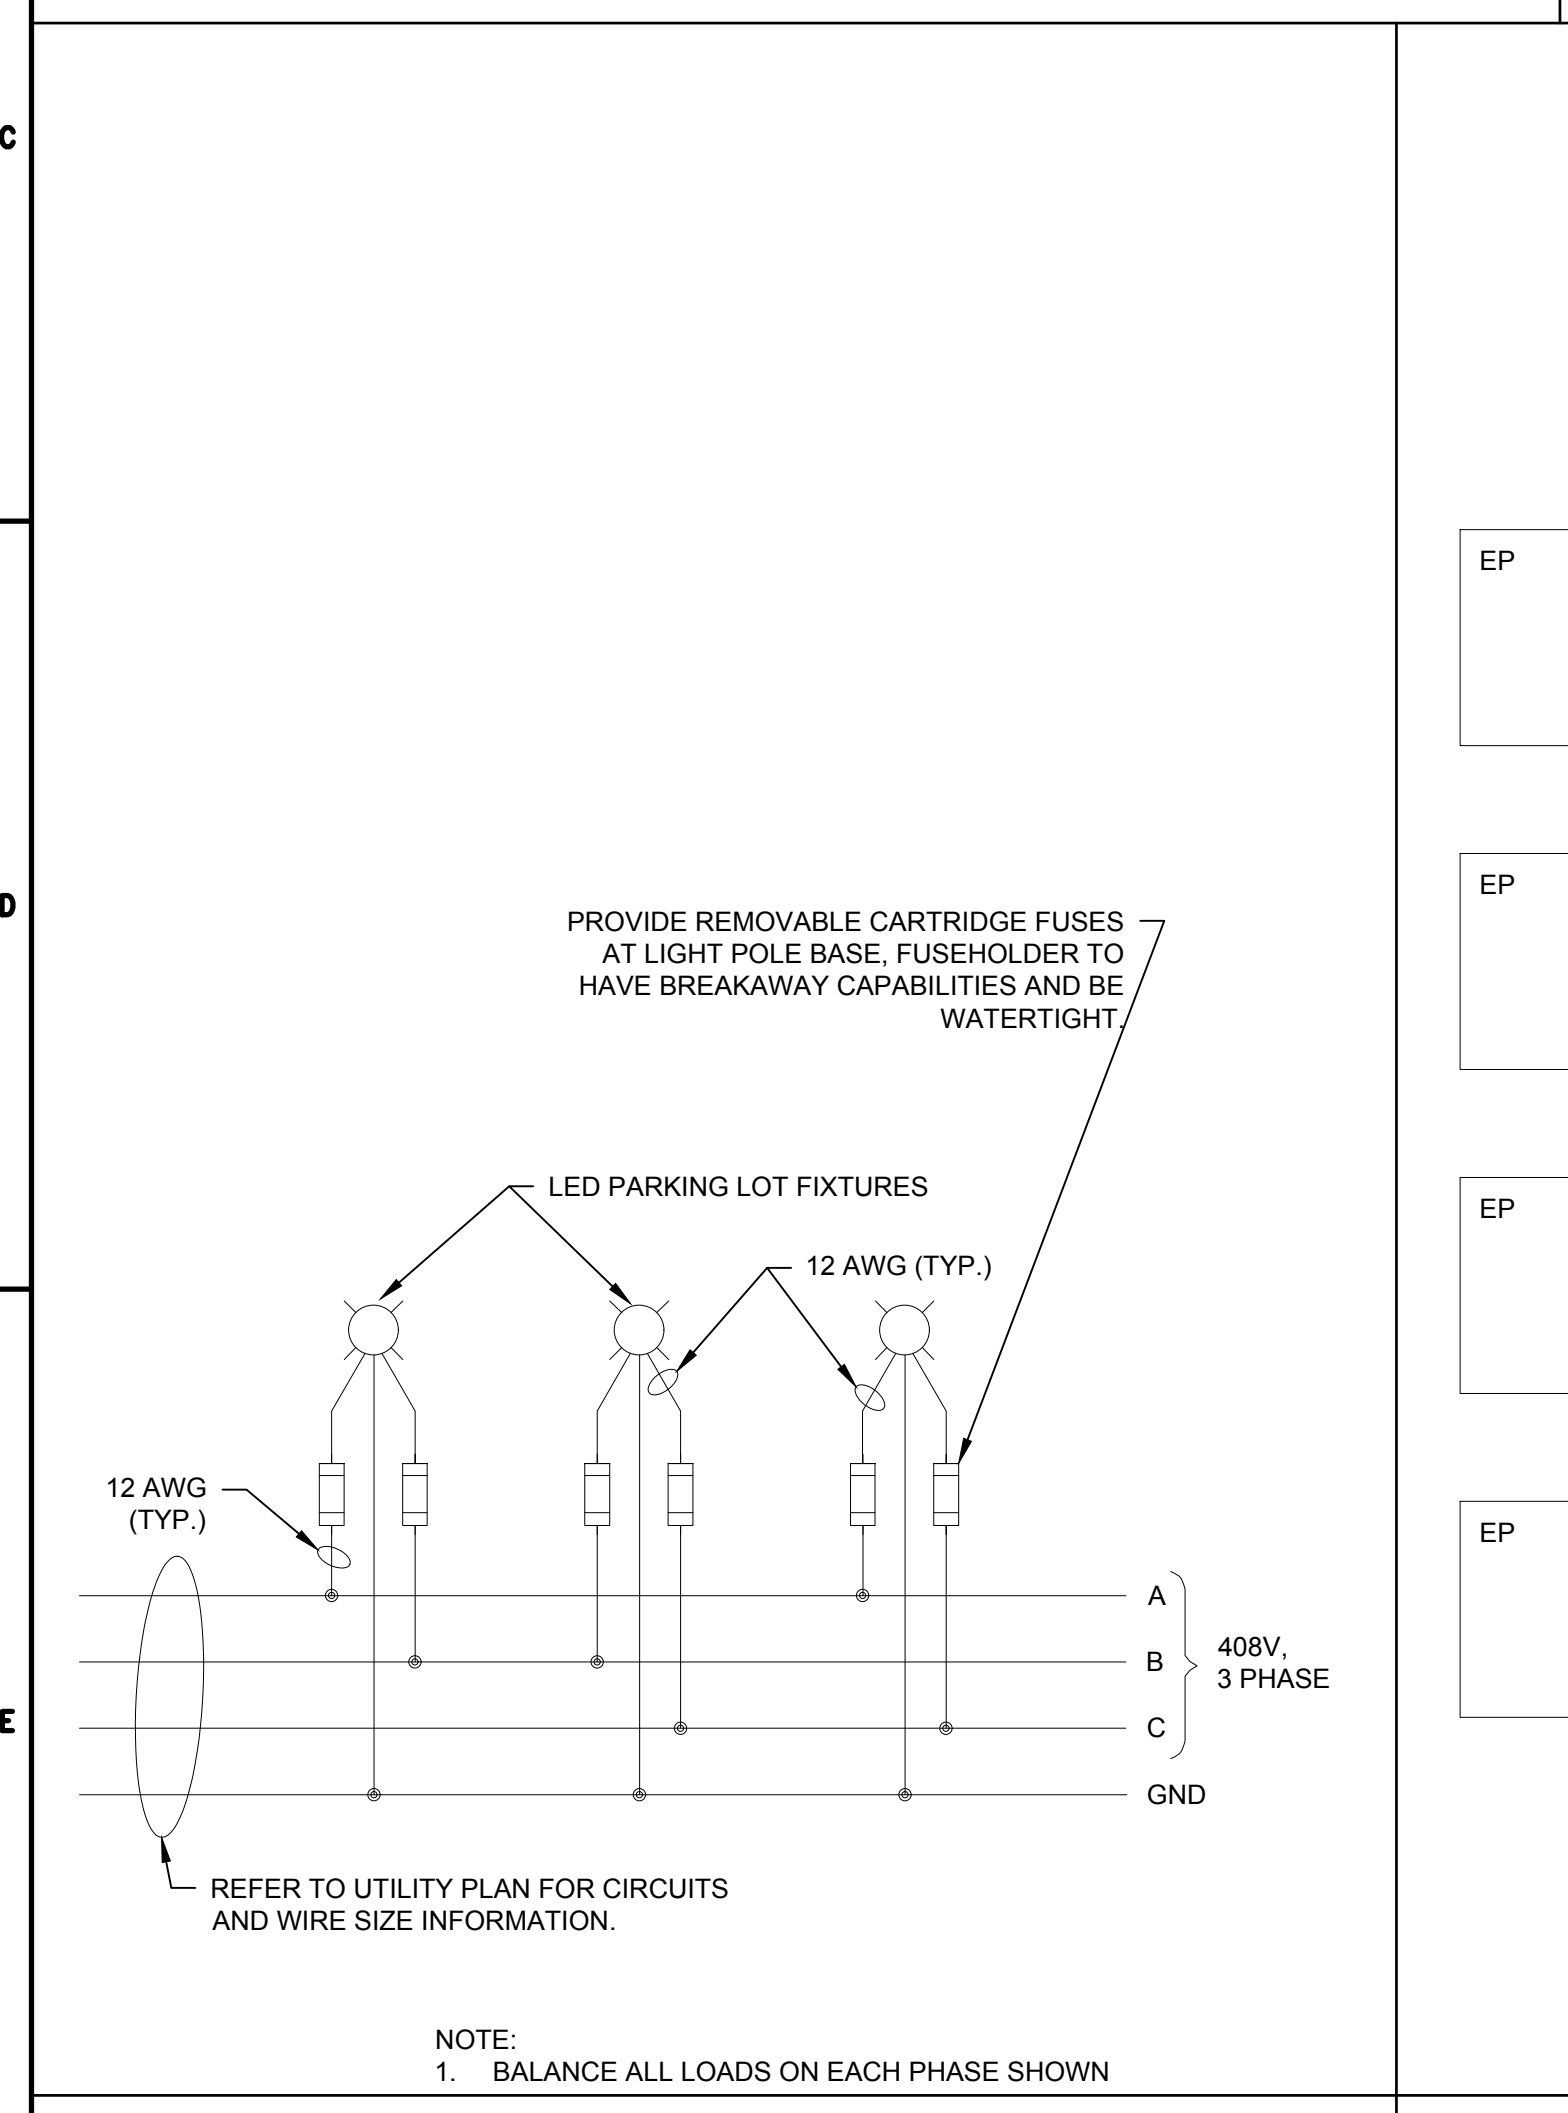 C
EP
D
EP
PROVIDE REMOVABLE CARTRIDGE FUSES
AT LIGHT POLE BASE, FUSEHOLDER TO
HAVE BREAKAWAY CAPABILITIES AND BE
WATERTIGHT.
LED PARKING LOT FIXTURES
EP
12 AWG (TYP.)
12 AWG
(TYP.)
EP
A
B
C
GND
408V,
3 PHASE
E
REFER TO UTILITY PLAN FOR CIRCUITS
AND WIRE SIZE INFORMATION.
NOTE:
1. BALANCE ALL LOADS ON EACH PHASE SHOWN